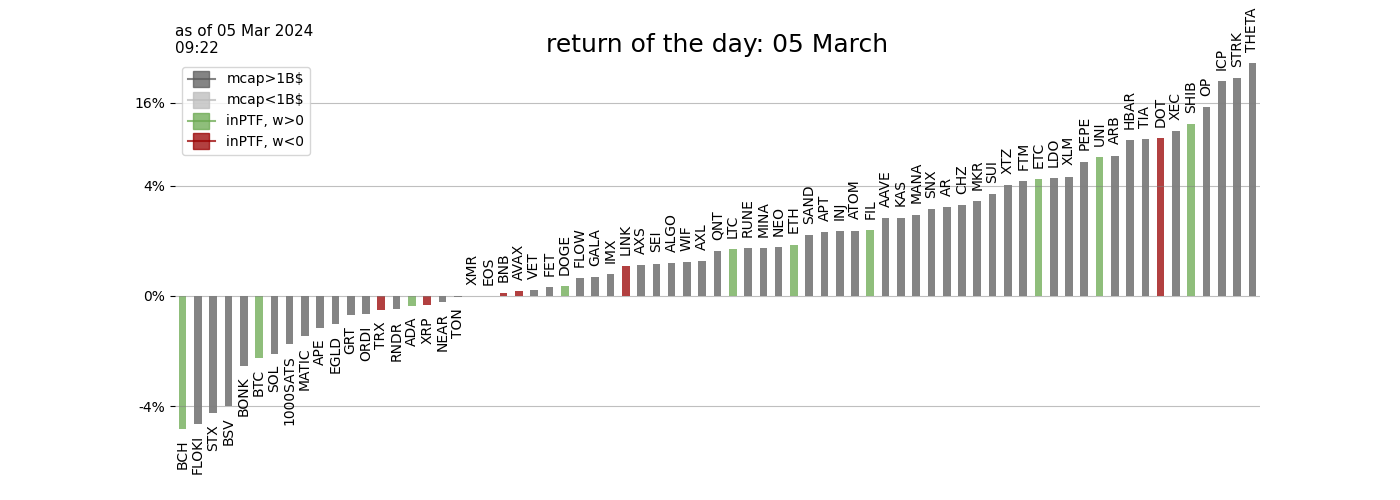 as of 05 Mar 2024
09:22
return of the day: 05 March
mcap>1B$
mcap<1B$
inPTF, w>0
inPTF, w<0
16%
4%
0%
-4%
BCH
FLOKI
STX
BSV
BONK
BTC
SOL
1000SATS
MATIC
APE
EGLD
GRT
ORDI
TRX
RNDR
ADA
XRP
NEAR
TON
XMR
EOS
BNB
AVAX
VET
FET
DOGE
FLOW
GALA
IMX
LINK
AXS
SEI
ALGO
WIF
AXL
QNT
LTC
RUNE
MINA
NEO
ETH
SAND
APT
INJ
ATOM
FIL
AAVE
KAS
MANA
SNX
AR
CHZ
MKR
SUI
XTZ
FTM
ETC
LDO
XLM
PEPE
UNI
ARB
HBAR
TIA
DOT
XEC
SHIB
OP
ICP
STRK
THETA